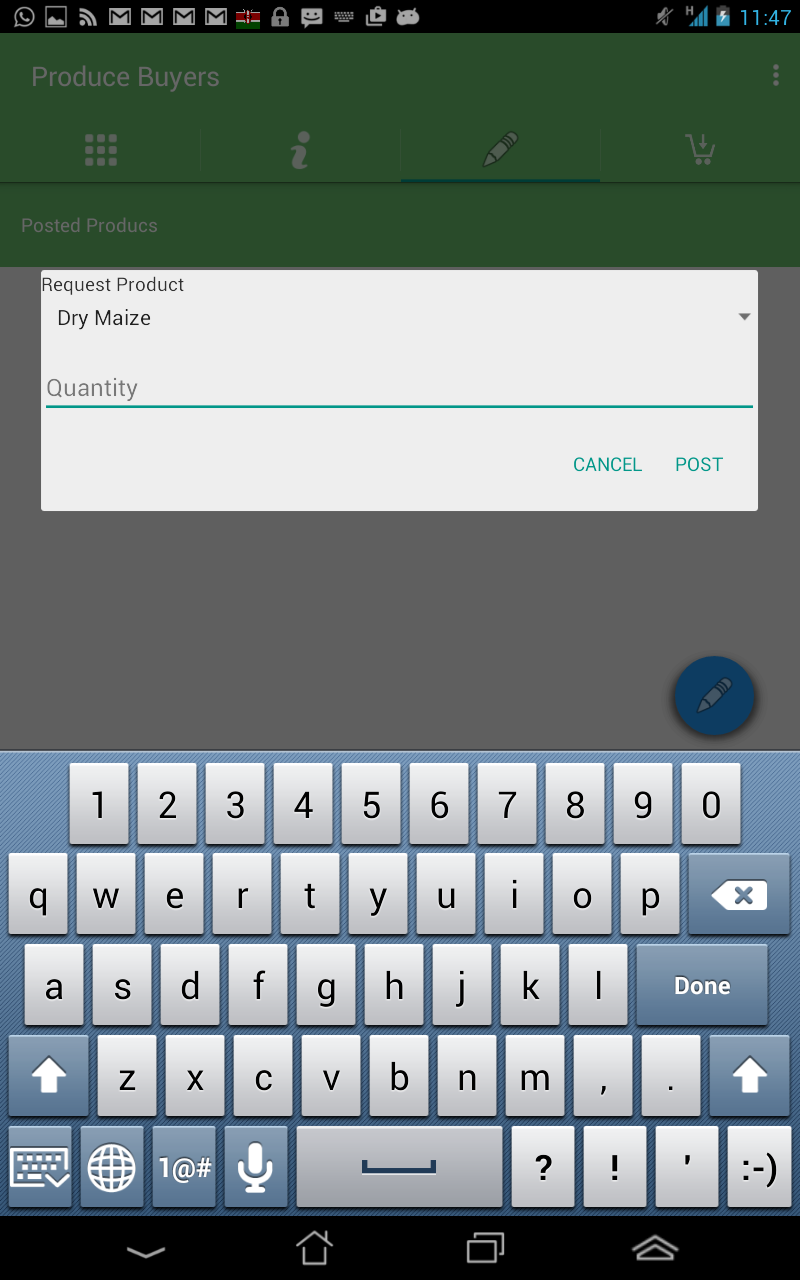 H 11:47
Produce Buyers
Posted Producs
Request Product
Dry Maize
Quantity
CANCEL POST
1 2 3 4 5 6 7 8 9 0
q w e r t y u i o p
a s d f g h j k l Done
z x c v b n m , .
1@# ? ! ' :-)